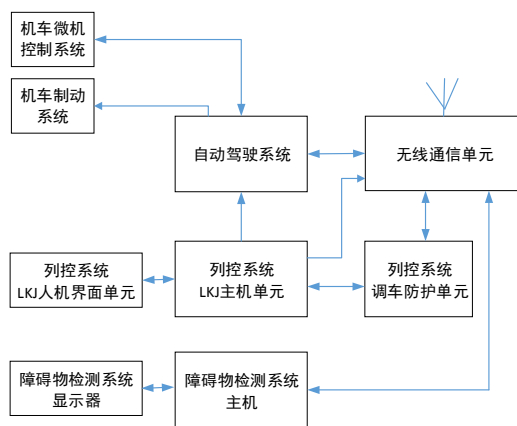 机车微机
控制系统
机车制动
系统
自动驾驶系统
无线通信单元
列控系统
LKJ人机界面单元
列控系统
LKJ主机单元
列控系统
调车防护单元
障碍物检测系统
显示器
障碍物检测系统
主机